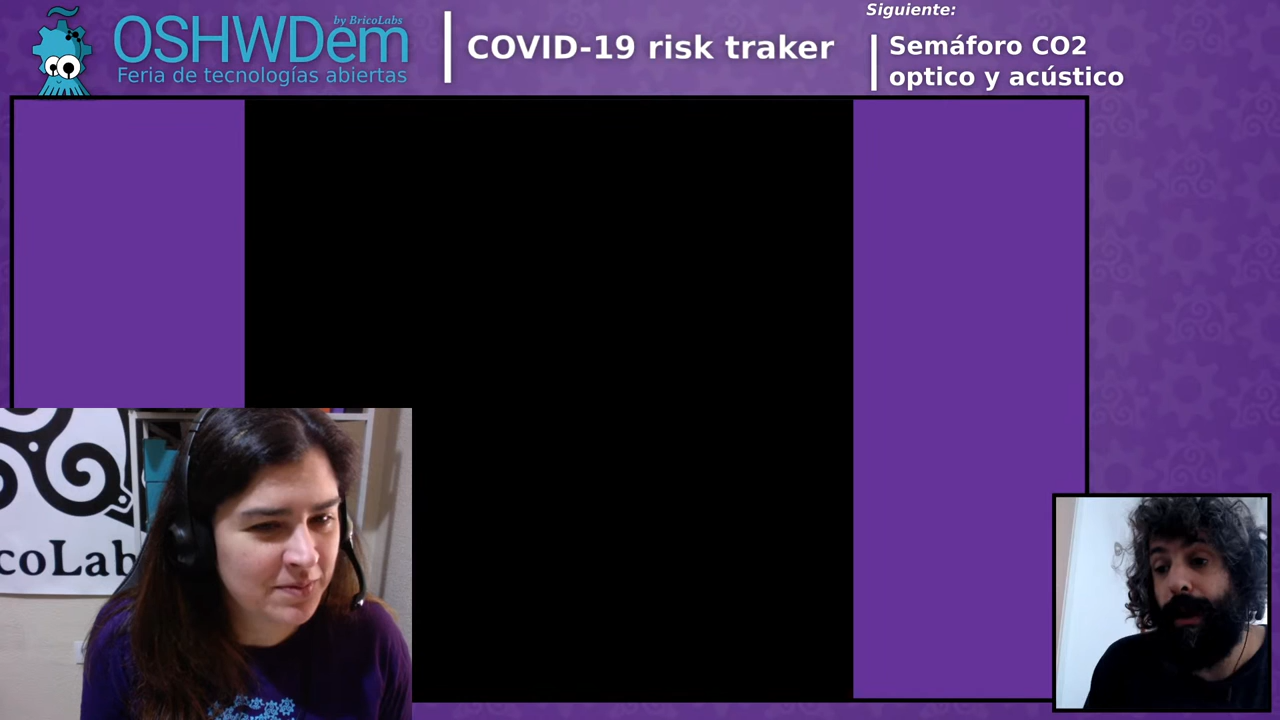 by BricoLabs
OSHWDem
Feria de tecnologías abiertas
COVID-19 risk traker
Siguiente:
Semáforo CO2
optico y acústico
coLab